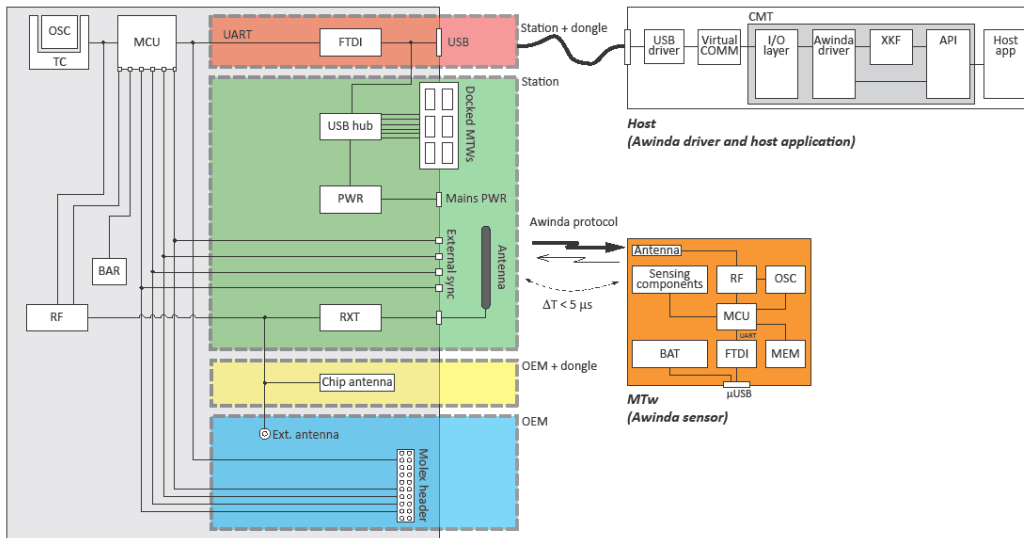 OSC
TC
MCU
UART
FTDI
USB
Station + dongle
Station
USB hub
Docked MTWs
PWR
Mains PWR
External sync
Antenna
BAR
RF
RXT
OEM + dongle
Chip antenna
OEM
Ext. antenna
Molex header
CMT
USB
driver
Virtual
COMM
I/O
layer
Awinda
driver
XKF
API
Host
app
Host
(Awinda driver and host application)
Awinda protocol
ΔT < 5 μs
Antenna
Sensing
components
RF
OSC
MCU
UART
BAT
FTDI
MEM
μUSB
MTw
(Awinda sensor)